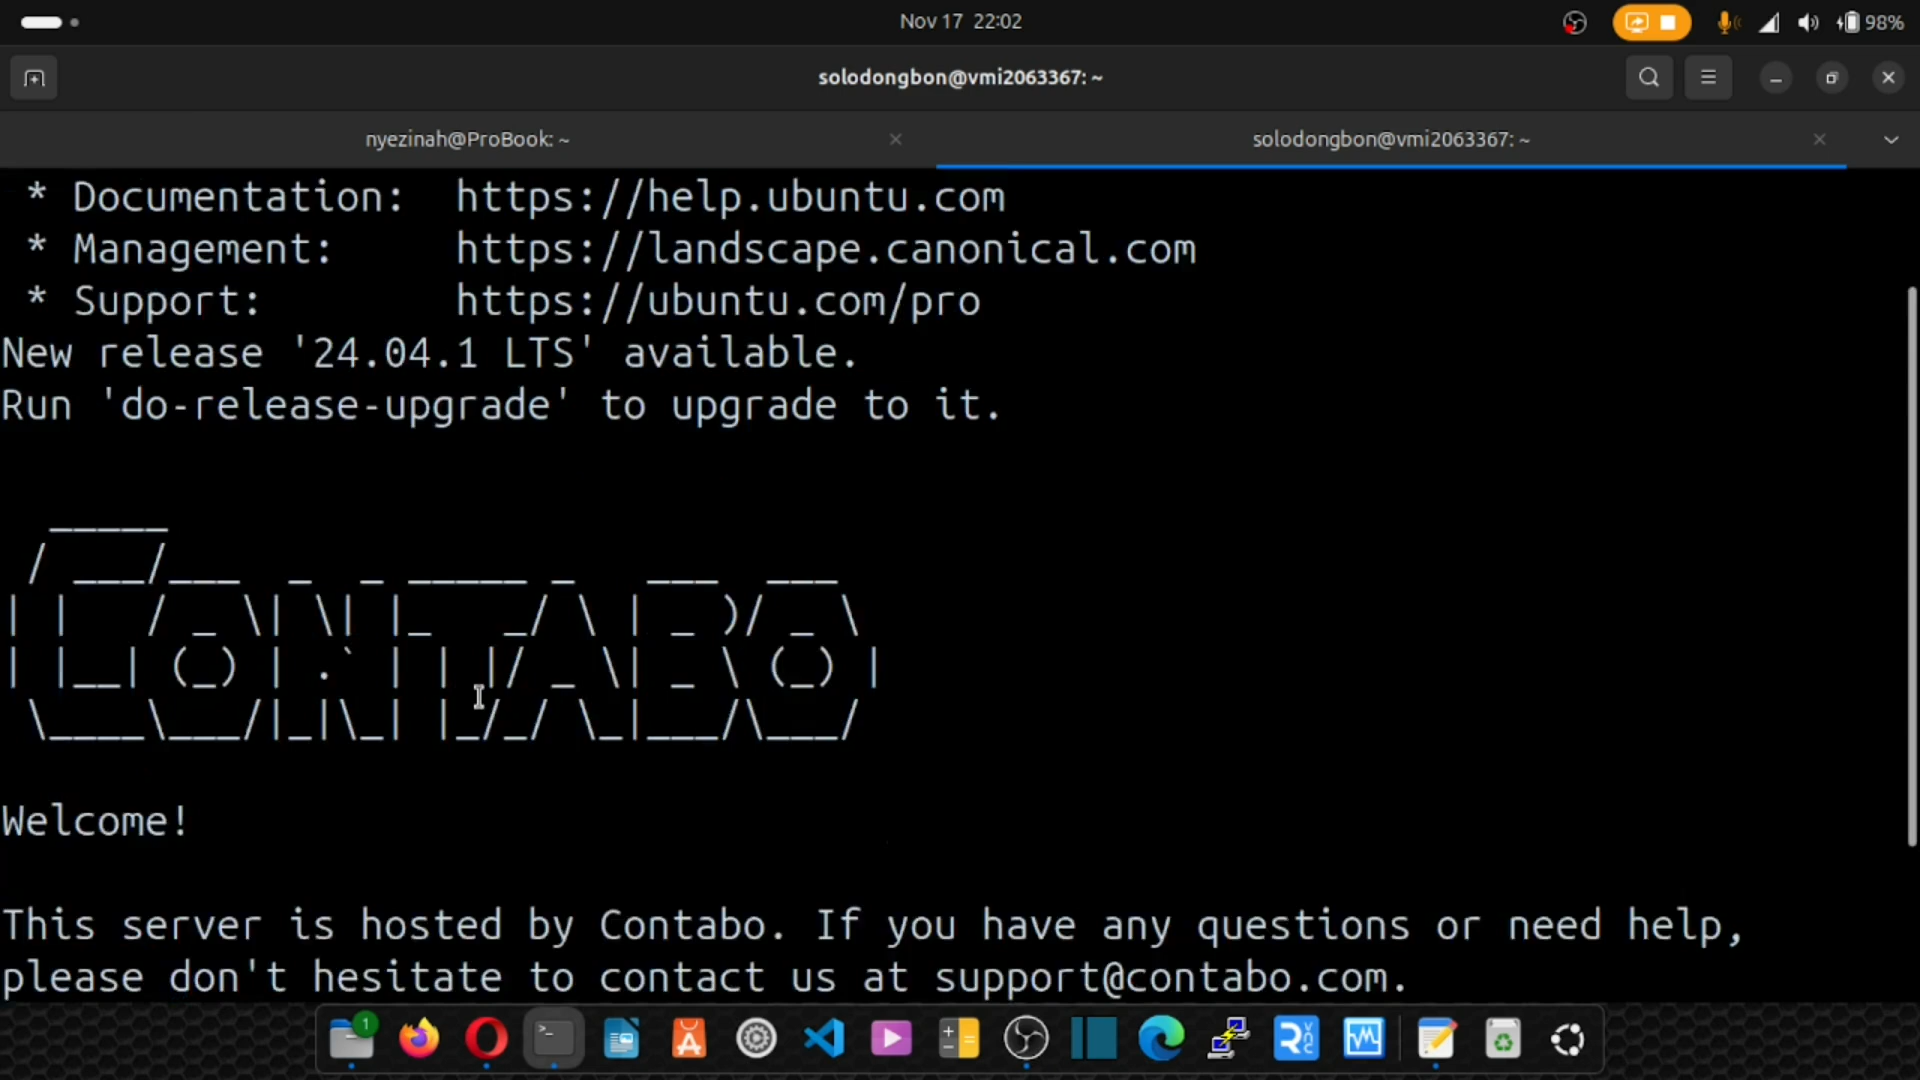 Nov 17 22:02
98%
solodongbon@vmi2063367: ~
nyezinah@ProBook: ~
solodongbon@vmi2063367: ~
* Documentation: https://help.ubuntu.com
* Management: https://landscape.canonical.com
* Support: https://ubuntu.com/pro
New release '24.04.1 LTS' available.
Run 'do-release-upgrade' to upgrade to it.
CONTABO
Welcome!
This server is hosted by Contabo. If you have any questions or need help,
please don't hesitate to contact us at support@contabo.com.
1